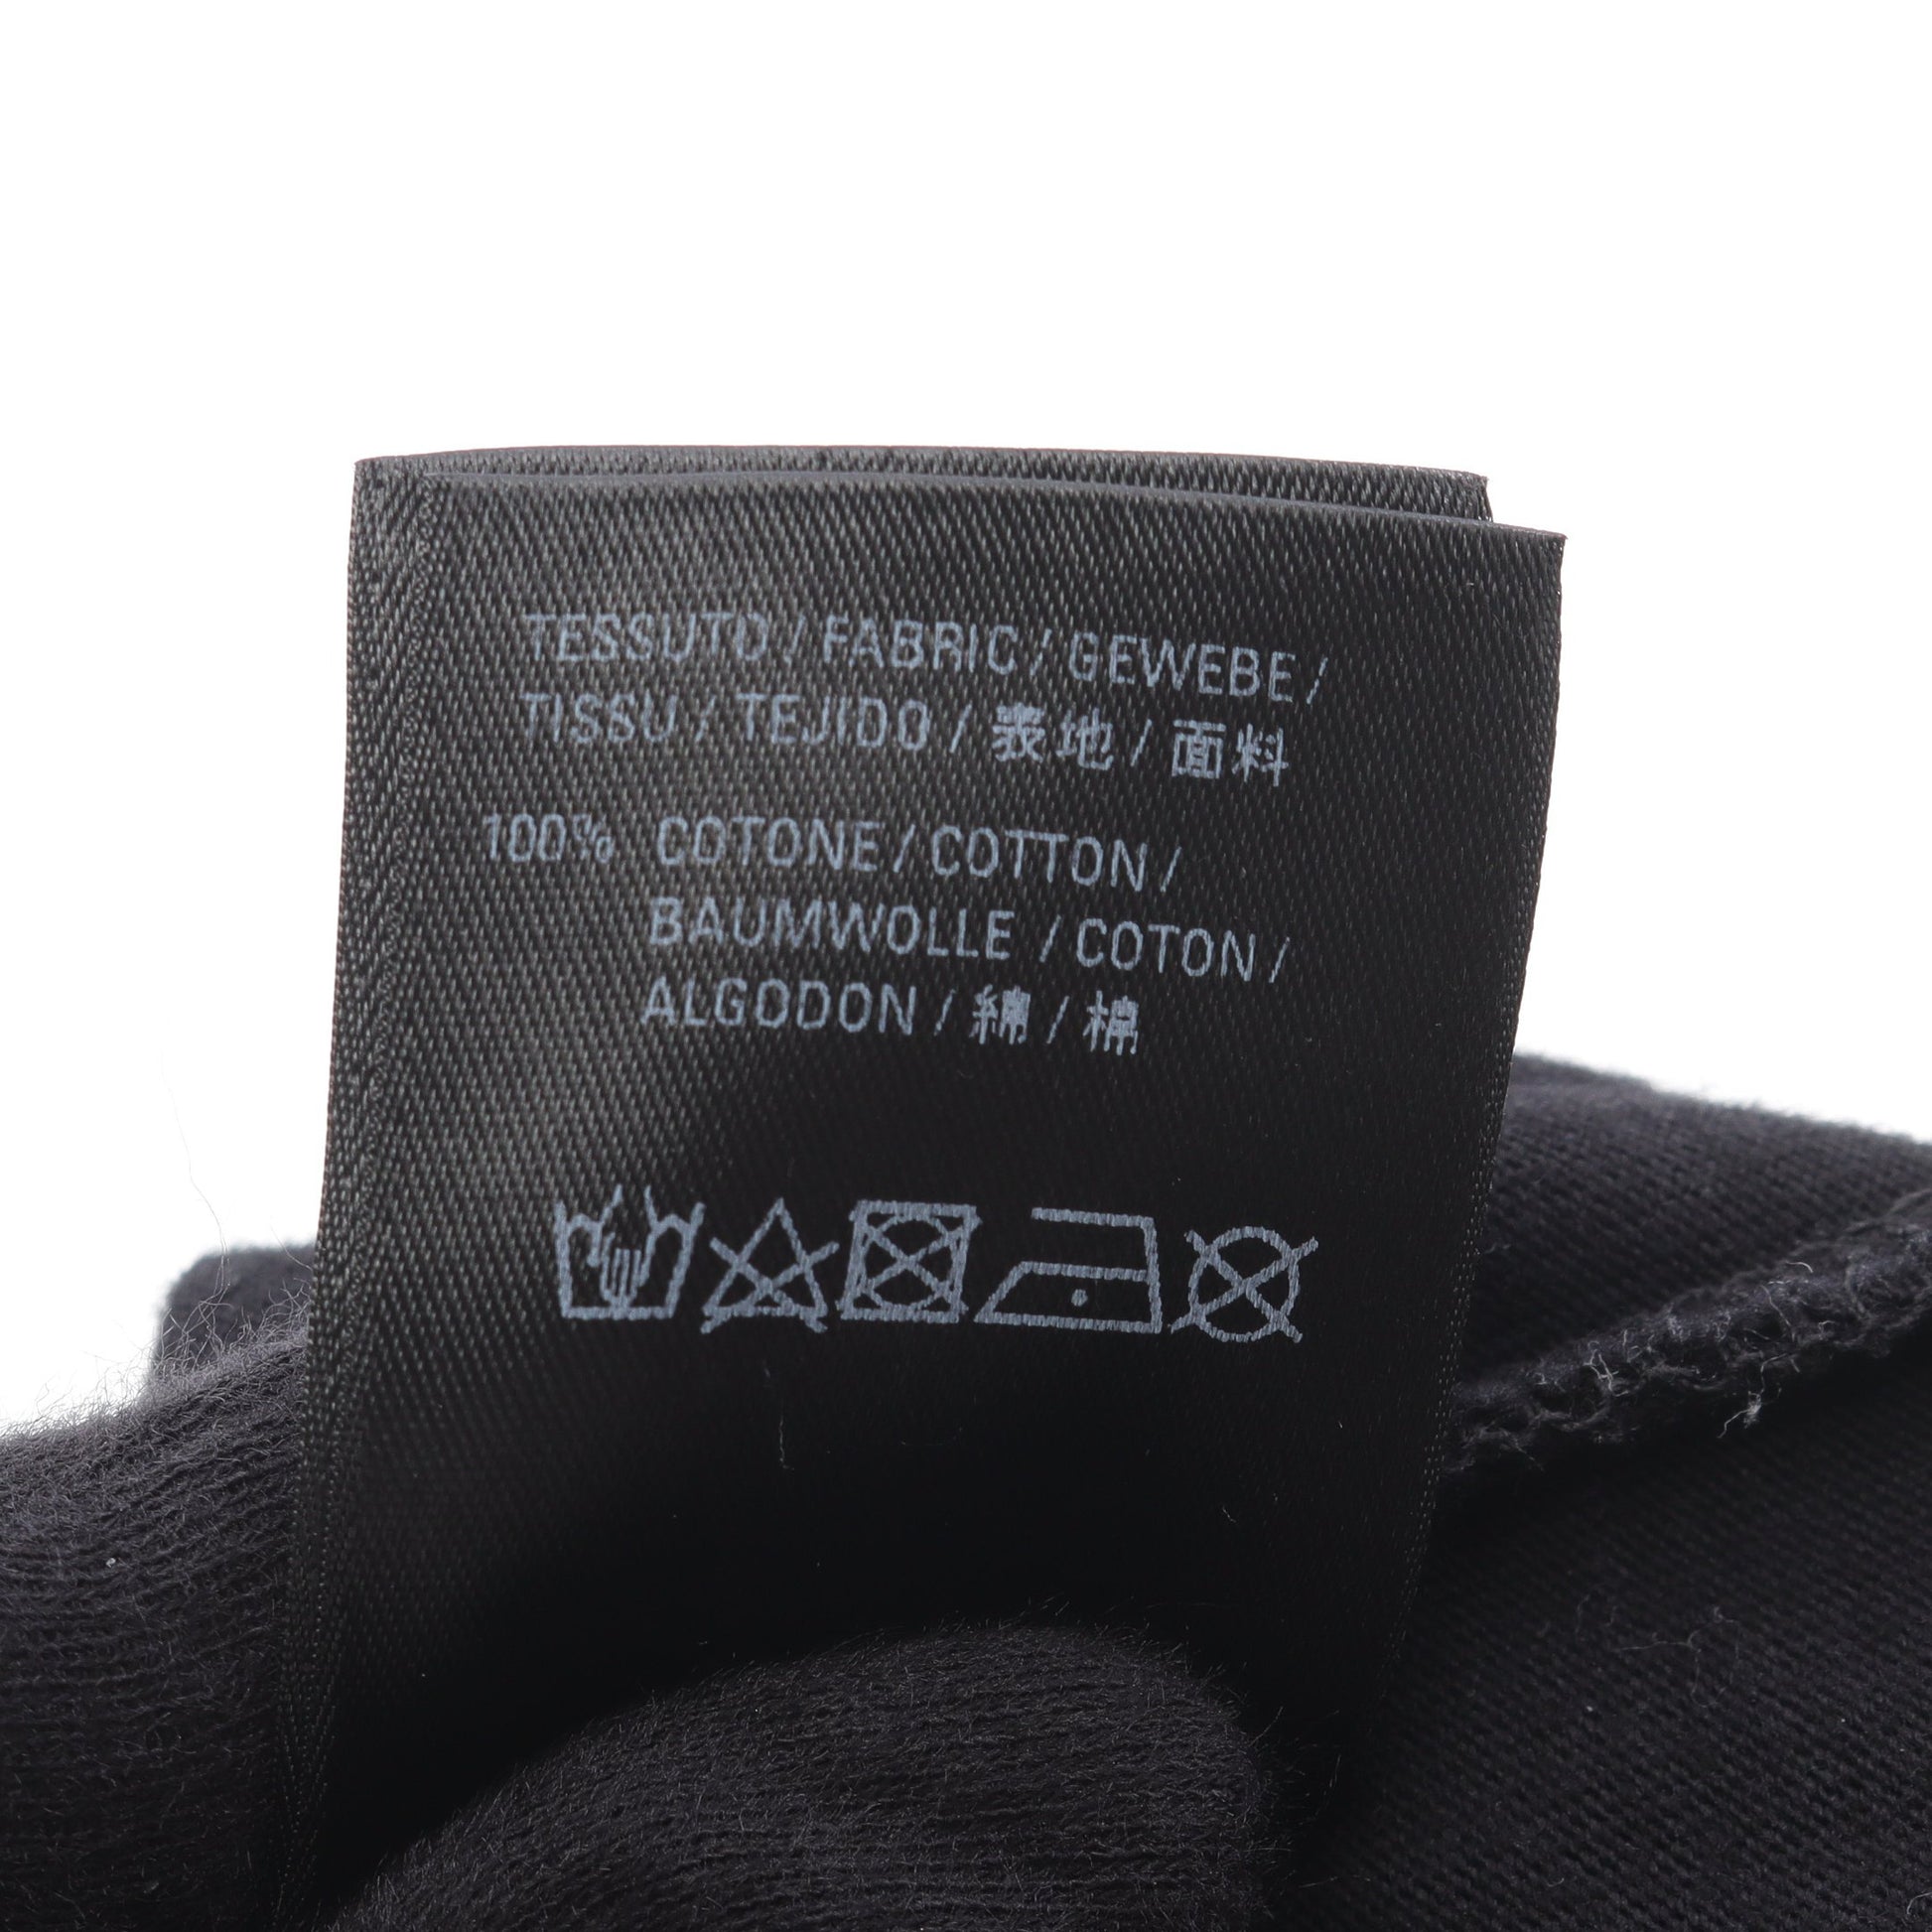 TESSUTO / FABRIC / GEWEBE /
TISSU / TEJIDO / 表地 / 面料
100% COTONE / COTTON /
BAUMWOLLE / COTON /
ALGODON / 綿 / 棉